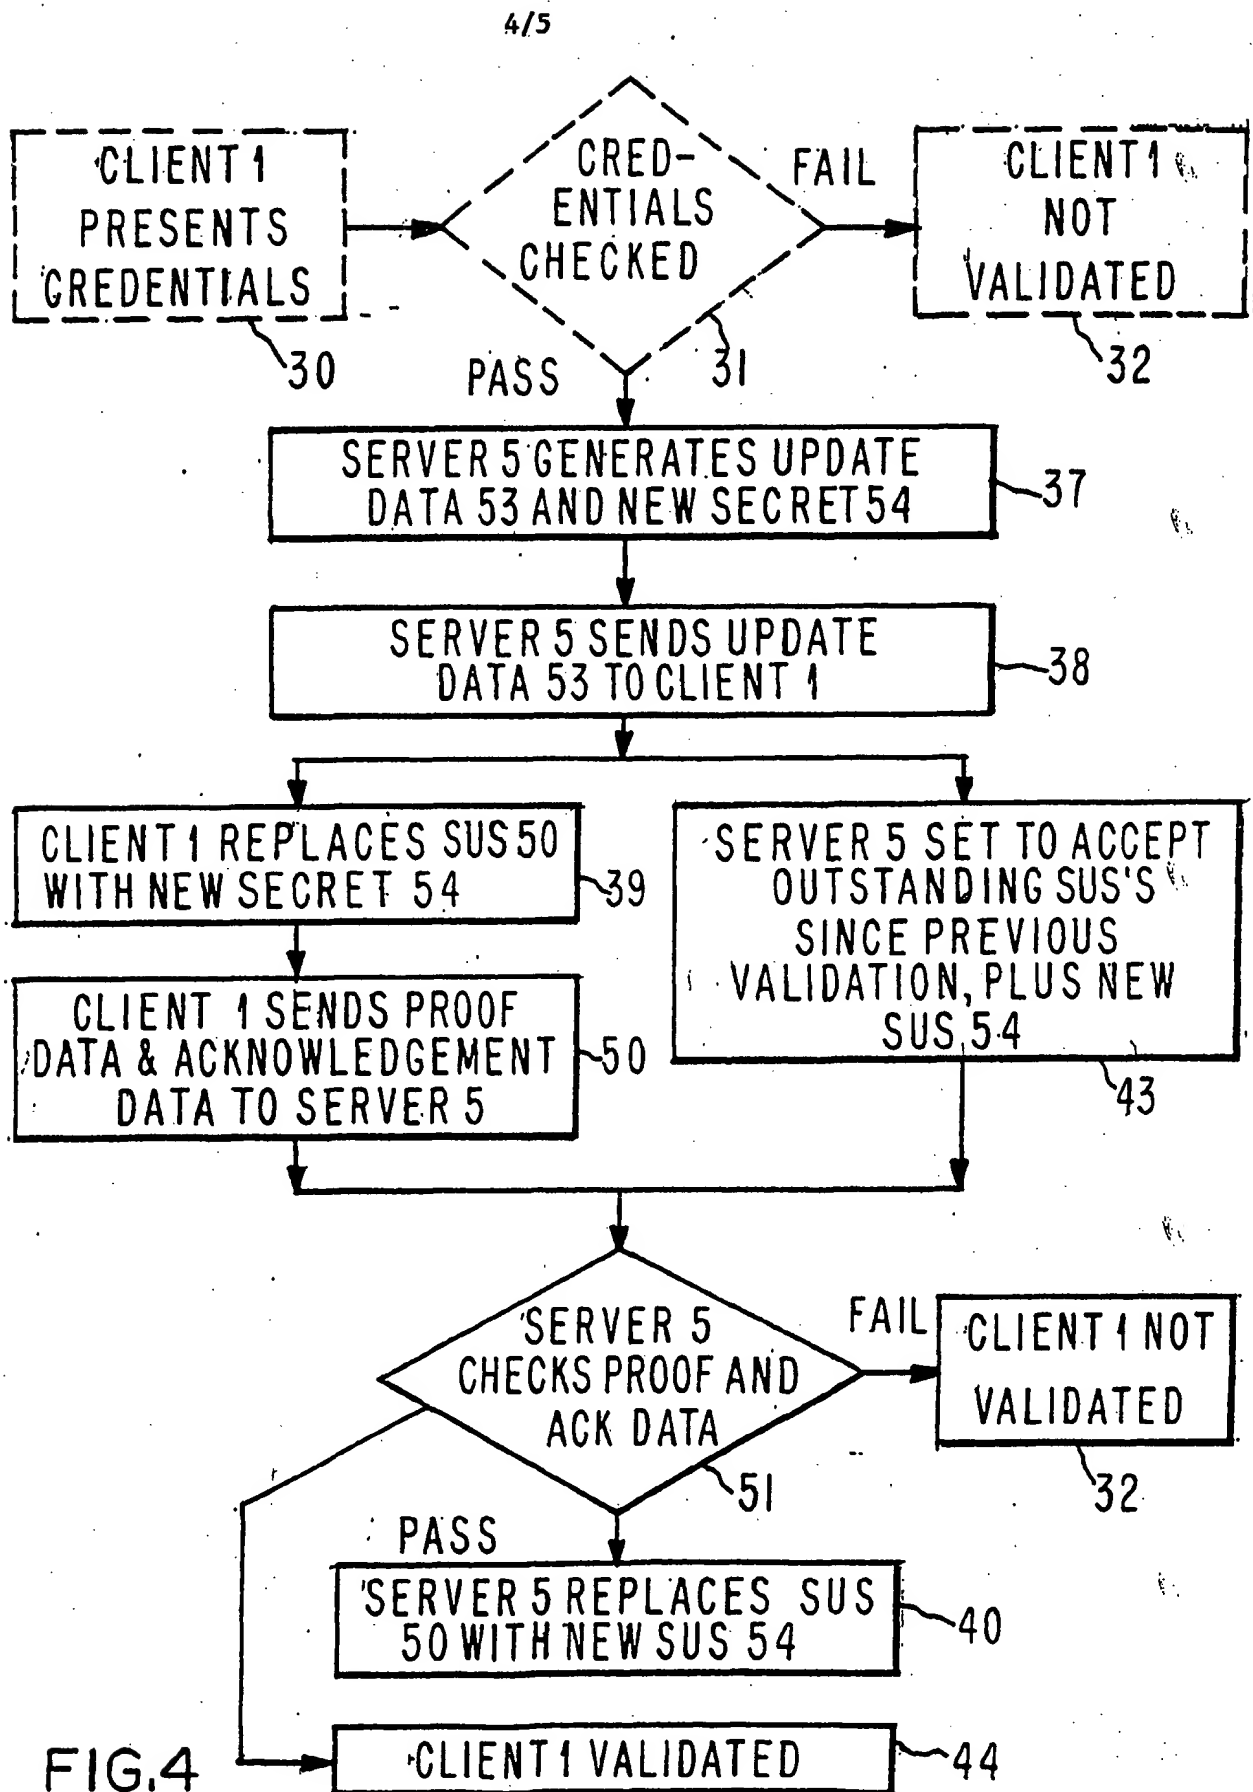 4/5
CLIENT 1
PRESENTS
CREDENTIALS
30
CRED-
ENTIALS
CHECKED
31
FAIL
CLIENT 1
NOT
VALIDATED
32
PASS
SERVER 5 GENERATES UPDATE
DATA 53 AND NEW SECRET 54
37
SERVER 5 SENDS UPDATE
DATA 53 TO CLIENT 1
38
CLIENT 1 REPLACES SUS 50
WITH NEW SECRET 54
39
SERVER 5 SET TO ACCEPT
OUTSTANDING SUS'S
SINCE PREVIOUS
VALIDATION, PLUS NEW
SUS 54
43
CLIENT 1 SENDS PROOF
DATA & ACKNOWLEDGEMENT
DATA TO SERVER 5
50
SERVER 5
CHECKS PROOF AND
ACK DATA
51
FAIL
CLIENT 1 NOT
VALIDATED
32
PASS
SERVER 5 REPLACES SUS
50 WITH NEW SUS 54
40
CLIENT 1 VALIDATED
44
FIG.4